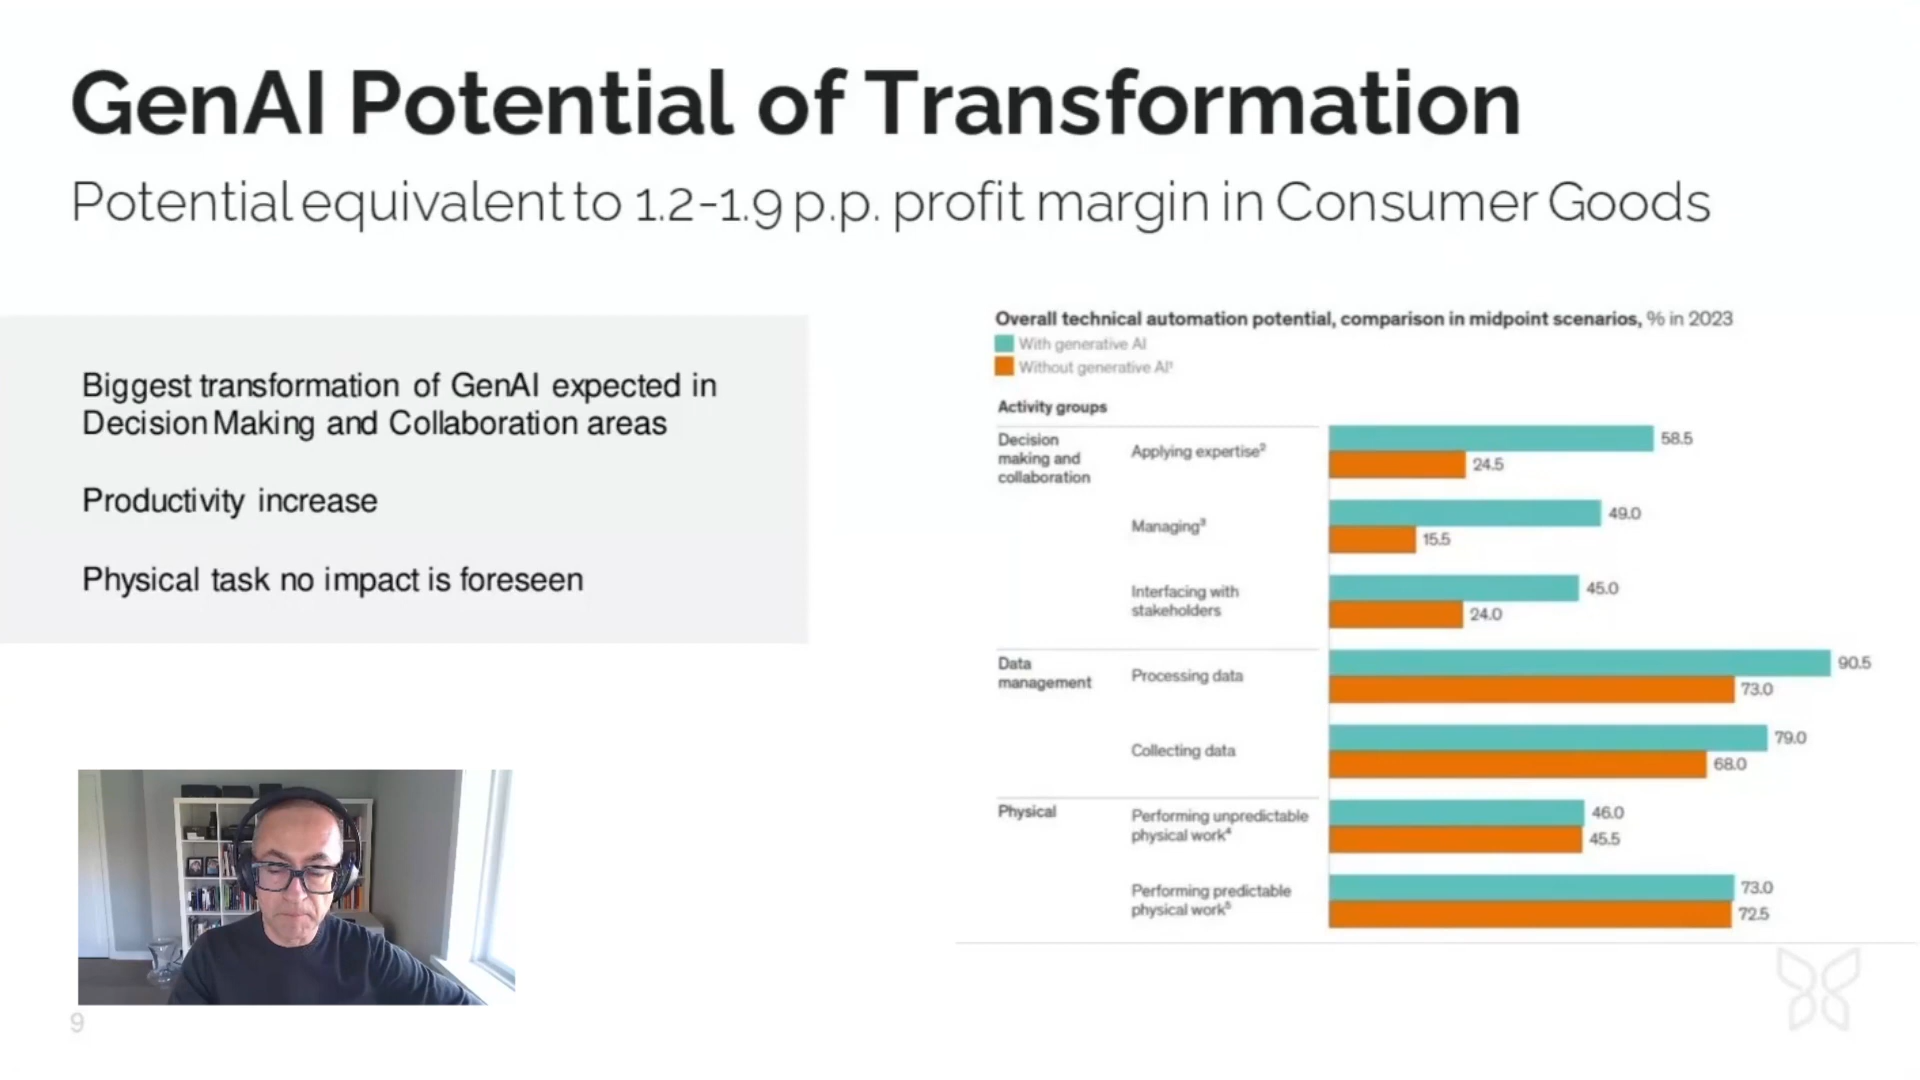 GenAI Potential of Transformation
Potential equivalent to 1.2-1.9 p.p. profit margin in Consumer Goods
Biggest transformation of GenAI expected in
Decision Making and Collaboration areas
Productivity increase
Physical task no impact is foreseen
Overall technical automation potential, comparison in midpoint scenarios, % in 2023
With generative AI
Without generative AI¹
Activity groups
Decision
making and
collaboration
Applying expertise²
58.5
24.5
Managing³
49.0
15.5
Interfacing with
stakeholders
45.0
24.0
Data
management
Processing data
90.5
73.0
Collecting data
79.0
68.0
Physical
Performing unpredictable
physical work⁴
46.0
45.5
Performing predictable
physical work⁵
73.0
72.5
9